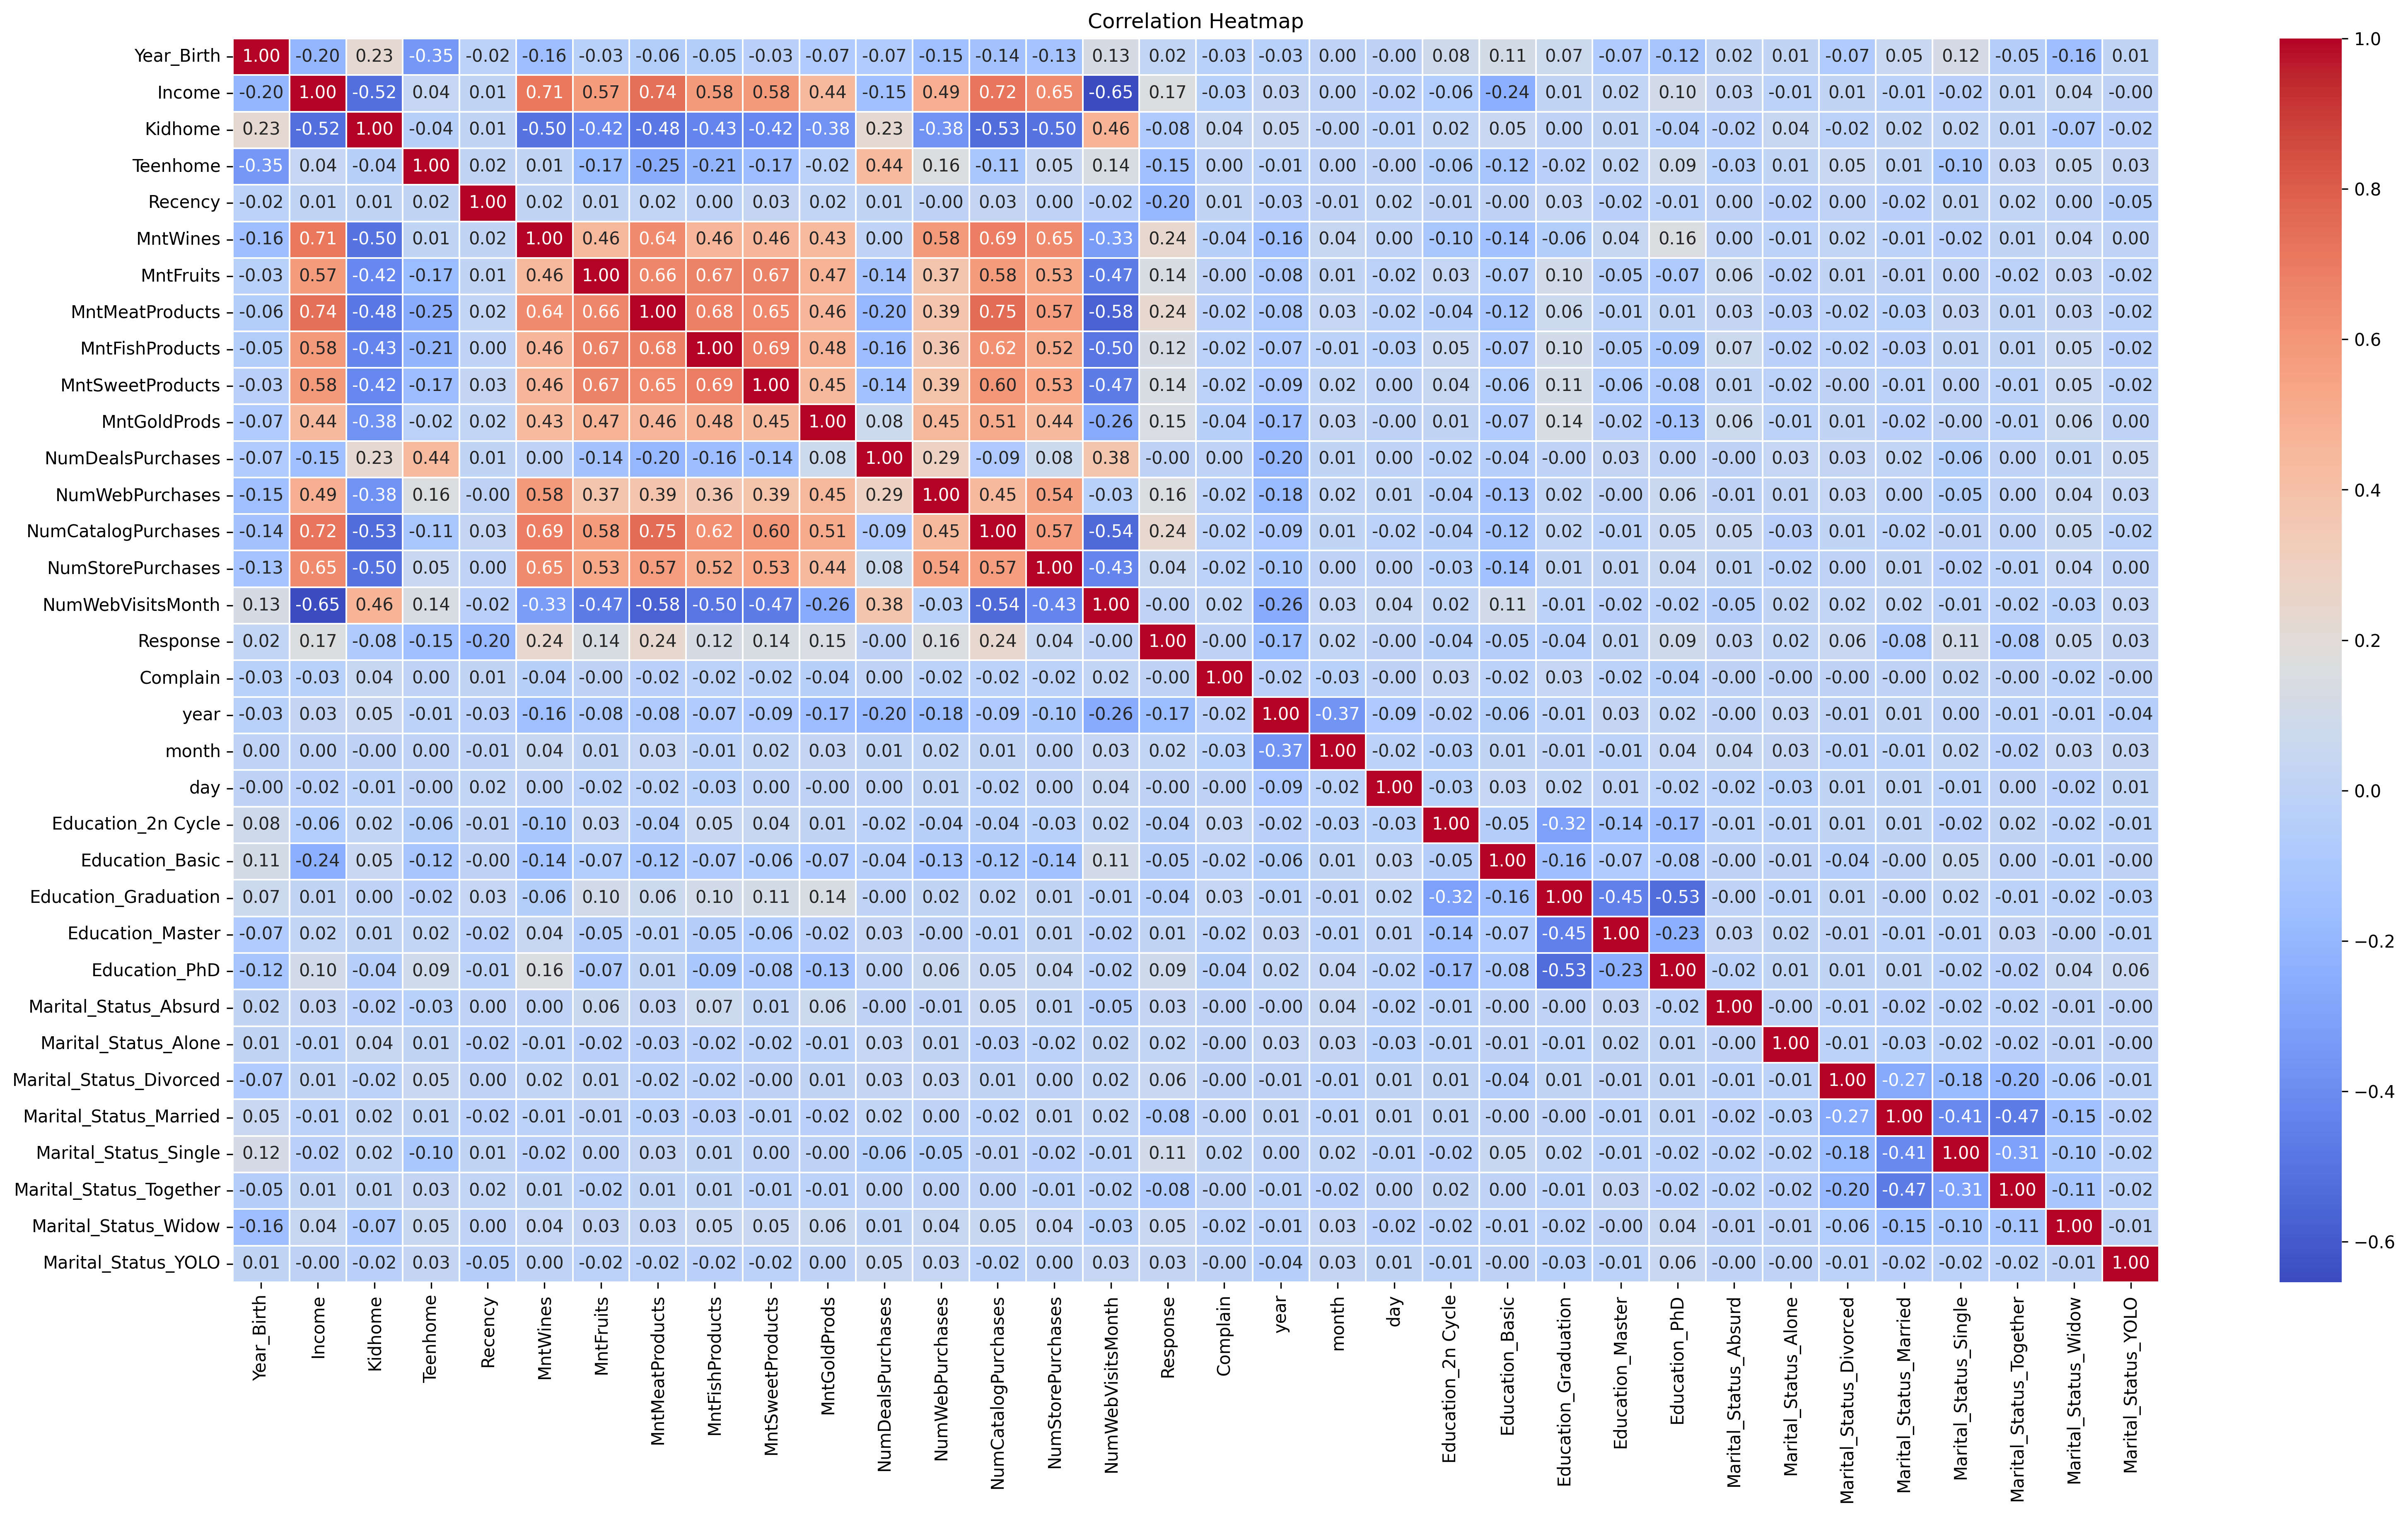 Correlation Heatmap
Year_Birth 1.00 -0.20 0.23 -0.35 -0.02 -0.16 -0.03 -0.06 -0.05 -0.03 -0.07 -0.07 -0.15 -0.14 -0.13 0.13 0.02 -0.03 -0.03 0.00 -0.00 0.08 0.11 0.07 -0.07 -0.12 0.02 0.01 -0.07 0.05 0.12 -0.05 -0.16 0.01
Income -0.20 1.00 -0.52 0.04 0.01 0.71 0.57 0.74 0.58 0.58 0.44 -0.15 0.49 0.72 0.65 -0.65 0.17 -0.03 0.03 0.00 -0.02 -0.06 -0.24 0.01 0.02 0.10 0.03 -0.01 0.01 -0.01 -0.02 0.01 0.04 -0.00
Kidhome 0.23 -0.52 1.00 -0.04 0.01 -0.50 -0.42 -0.48 -0.43 -0.42 -0.38 0.23 -0.38 -0.53 -0.50 0.46 -0.08 0.04 0.05 -0.00 -0.01 0.02 0.05 0.00 0.01 -0.04 -0.02 0.04 -0.02 0.02 0.02 0.01 -0.07 -0.02
Teenhome -0.35 0.04 -0.04 1.00 0.02 0.01 -0.17 -0.25 -0.21 -0.17 -0.02 0.44 0.16 -0.11 0.05 0.14 -0.15 0.00 -0.01 0.00 -0.00 -0.06 -0.12 -0.02 0.02 0.09 -0.03 0.01 0.05 0.01 -0.10 0.03 0.05 0.03
Recency -0.02 0.01 0.01 0.02 1.00 0.02 0.01 0.02 0.00 0.03 0.02 0.01 -0.00 0.03 0.00 -0.02 -0.20 0.01 -0.03 -0.01 0.02 -0.01 -0.00 0.03 -0.02 -0.01 0.00 -0.02 0.00 -0.02 0.01 0.02 0.00 -0.05
MntWines -0.16 0.71 -0.50 0.01 0.02 1.00 0.46 0.64 0.46 0.46 0.43 0.00 0.58 0.69 0.65 -0.33 0.24 -0.04 -0.16 0.04 0.00 -0.10 -0.14 -0.06 0.04 0.16 0.00 -0.01 0.02 -0.01 -0.02 0.01 0.04 0.00
MntFruits -0.03 0.57 -0.42 -0.17 0.01 0.46 1.00 0.66 0.67 0.67 0.47 -0.14 0.37 0.58 0.53 -0.47 0.14 -0.00 -0.08 0.01 -0.02 0.03 -0.07 0.10 -0.05 -0.07 0.06 -0.02 0.01 -0.01 0.00 -0.02 0.03 -0.02
MntMeatProducts -0.06 0.74 -0.48 -0.25 0.02 0.64 0.66 1.00 0.68 0.65 0.46 -0.20 0.39 0.75 0.57 -0.58 0.24 -0.02 -0.08 0.03 -0.02 -0.04 -0.12 0.06 -0.01 0.01 0.03 -0.03 -0.02 -0.03 0.03 0.01 0.03 -0.02
MntFishProducts -0.05 0.58 -0.43 -0.21 0.00 0.46 0.67 0.68 1.00 0.69 0.48 -0.16 0.36 0.62 0.52 -0.50 0.12 -0.02 -0.07 -0.01 -0.03 0.05 -0.07 0.10 -0.05 -0.09 0.07 -0.02 -0.02 -0.03 0.01 0.01 0.05 -0.02
MntSweetProducts -0.03 0.58 -0.42 -0.17 0.03 0.46 0.67 0.65 0.69 1.00 0.45 -0.14 0.39 0.60 0.53 -0.47 0.14 -0.02 -0.09 0.02 0.00 0.04 -0.06 0.11 -0.06 -0.08 0.01 -0.02 -0.00 -0.01 0.00 -0.01 0.05 -0.02
MntGoldProds -0.07 0.44 -0.38 -0.02 0.02 0.43 0.47 0.46 0.48 0.45 1.00 0.08 0.45 0.51 0.44 -0.26 0.15 -0.04 -0.17 0.03 -0.00 0.01 -0.07 0.14 -0.02 -0.13 0.06 -0.01 0.01 -0.02 -0.00 -0.01 0.06 0.00
NumDealsPurchases -0.07 -0.15 0.23 0.44 0.01 0.00 -0.14 -0.20 -0.16 -0.14 0.08 1.00 0.29 -0.09 0.08 0.38 -0.00 0.00 -0.20 0.01 0.00 -0.02 -0.04 -0.00 0.03 0.00 -0.00 0.03 0.03 0.02 -0.06 0.00 0.01 0.05
NumWebPurchases -0.15 0.49 -0.38 0.16 -0.00 0.58 0.37 0.39 0.36 0.39 0.45 0.29 1.00 0.45 0.54 -0.03 0.16 -0.02 -0.18 0.02 0.01 -0.04 -0.13 0.02 -0.00 0.06 -0.01 0.01 0.03 0.00 -0.05 0.00 0.04 0.03
NumCatalogPurchases -0.14 0.72 -0.53 -0.11 0.03 0.69 0.58 0.75 0.62 0.60 0.51 -0.09 0.45 1.00 0.57 -0.54 0.24 -0.02 -0.09 0.01 -0.02 -0.04 -0.12 0.02 -0.01 0.05 0.05 -0.03 0.01 -0.02 -0.01 0.00 0.05 -0.02
NumStorePurchases -0.13 0.65 -0.50 0.05 0.00 0.65 0.53 0.57 0.52 0.53 0.44 0.08 0.54 0.57 1.00 -0.43 0.04 -0.02 -0.10 0.00 0.00 -0.03 -0.14 0.01 0.01 0.04 0.01 -0.02 0.00 0.01 -0.02 -0.01 0.04 0.00
NumWebVisitsMonth 0.13 -0.65 0.46 0.14 -0.02 -0.33 -0.47 -0.58 -0.50 -0.47 -0.26 0.38 -0.03 -0.54 -0.43 1.00 -0.00 0.02 -0.26 0.03 0.04 0.02 0.11 -0.01 -0.02 -0.02 -0.05 0.02 0.02 0.02 -0.01 -0.02 -0.03 0.03
Response 0.02 0.17 -0.08 -0.15 -0.20 0.24 0.14 0.24 0.12 0.14 0.15 -0.00 0.16 0.24 0.04 -0.00 1.00 -0.00 -0.17 0.02 -0.00 -0.04 -0.05 -0.04 0.01 0.09 0.03 0.02 0.06 -0.08 0.11 -0.08 0.05 0.03
Complain -0.03 -0.03 0.04 0.00 0.01 -0.04 -0.00 -0.02 -0.02 -0.02 -0.04 0.00 -0.02 -0.02 -0.02 0.02 -0.00 1.00 -0.02 -0.03 -0.00 0.03 -0.02 0.03 -0.02 -0.04 -0.00 -0.00 -0.00 -0.00 0.02 -0.00 -0.02 -0.00
year -0.03 0.03 0.05 -0.01 -0.03 -0.16 -0.08 -0.08 -0.07 -0.09 -0.17 -0.20 -0.18 -0.09 -0.10 -0.26 -0.17 -0.02 1.00 -0.37 -0.09 -0.02 -0.06 -0.01 0.03 0.02 -0.00 0.03 -0.01 0.01 0.00 -0.01 -0.01 -0.04
month 0.00 0.00 -0.00 0.00 -0.01 0.04 0.01 0.03 -0.01 0.02 0.03 0.01 0.02 0.01 0.00 0.03 0.02 -0.03 -0.37 1.00 -0.02 -0.03 0.01 -0.01 -0.01 0.04 0.04 0.03 -0.01 -0.01 0.02 -0.02 0.03 0.03
day -0.00 -0.02 -0.01 -0.00 0.02 0.00 -0.02 -0.02 -0.03 0.00 -0.00 0.00 0.01 -0.02 0.00 0.04 -0.00 -0.00 -0.09 -0.02 1.00 -0.03 0.03 0.02 0.01 -0.02 -0.02 -0.03 0.01 0.01 -0.01 0.00 -0.02 0.01
Education_2n Cycle 0.08 -0.06 0.02 -0.06 -0.01 -0.10 0.03 -0.04 0.05 0.04 0.01 -0.02 -0.04 -0.04 -0.03 0.02 -0.04 0.03 -0.02 -0.03 -0.03 1.00 -0.05 -0.32 -0.14 -0.17 -0.01 -0.01 0.01 0.01 -0.02 0.02 -0.02 -0.01
Education_Basic 0.11 -0.24 0.05 -0.12 -0.00 -0.14 -0.07 -0.12 -0.07 -0.06 -0.07 -0.04 -0.13 -0.12 -0.14 0.11 -0.05 -0.02 -0.06 0.01 0.03 -0.05 1.00 -0.16 -0.07 -0.08 -0.00 -0.01 -0.04 -0.00 0.05 0.00 -0.01 -0.00
Education_Graduation 0.07 0.01 0.00 -0.02 0.03 -0.06 0.10 0.06 0.10 0.11 0.14 -0.00 0.02 0.02 0.01 -0.01 -0.04 0.03 -0.01 -0.01 0.02 -0.32 -0.16 1.00 -0.45 -0.53 -0.00 -0.01 0.01 -0.00 0.02 -0.01 -0.02 -0.03
Education_Master -0.07 0.02 0.01 0.02 -0.02 0.04 -0.05 -0.01 -0.05 -0.06 -0.02 0.03 -0.00 -0.01 0.01 -0.02 0.01 -0.02 0.03 -0.01 0.01 -0.14 -0.07 -0.45 1.00 -0.23 0.03 0.02 -0.01 -0.01 -0.01 0.03 -0.00 -0.01
Education_PhD -0.12 0.10 -0.04 0.09 -0.01 0.16 -0.07 0.01 -0.09 -0.08 -0.13 0.00 0.06 0.05 0.04 -0.02 0.09 -0.04 0.02 0.04 -0.02 -0.17 -0.08 -0.53 -0.23 1.00 -0.02 0.01 0.01 0.01 -0.02 -0.02 0.04 0.06
Marital_Status_Absurd 0.02 0.03 -0.02 -0.03 0.00 0.00 0.06 0.03 0.07 0.01 0.06 -0.00 -0.01 0.05 0.01 -0.05 0.03 -0.00 -0.00 0.04 -0.02 -0.01 -0.00 -0.00 0.03 -0.02 1.00 -0.00 -0.01 -0.02 -0.02 -0.02 -0.01 -0.00
Marital_Status_Alone 0.01 -0.01 0.04 0.01 -0.02 -0.01 -0.02 -0.03 -0.02 -0.02 -0.01 0.03 0.01 -0.03 -0.02 0.02 0.02 -0.00 0.03 0.03 -0.03 -0.01 -0.01 -0.01 0.02 0.01 -0.00 1.00 -0.01 -0.03 -0.02 -0.02 -0.01 -0.00
Marital_Status_Divorced -0.07 0.01 -0.02 0.05 0.00 0.02 0.01 -0.02 -0.02 -0.00 0.01 0.03 0.03 0.01 0.00 0.02 0.06 -0.00 -0.01 -0.01 0.01 0.01 -0.04 0.01 -0.01 0.01 -0.01 -0.01 1.00 -0.27 -0.18 -0.20 -0.06 -0.01
Marital_Status_Married 0.05 -0.01 0.02 0.01 -0.02 -0.01 -0.01 -0.03 -0.03 -0.01 -0.02 0.02 0.00 -0.02 0.01 0.02 -0.08 -0.00 0.01 -0.01 0.01 0.01 -0.00 -0.00 -0.01 0.01 -0.02 -0.03 -0.27 1.00 -0.41 -0.47 -0.15 -0.02
Marital_Status_Single 0.12 -0.02 0.02 -0.10 0.01 -0.02 0.00 0.03 0.01 0.00 -0.00 -0.06 -0.05 -0.01 -0.02 -0.01 0.11 0.02 0.00 0.02 -0.01 -0.02 0.05 0.02 -0.01 -0.02 -0.02 -0.02 -0.18 -0.41 1.00 -0.31 -0.10 -0.02
Marital_Status_Together -0.05 0.01 0.01 0.03 0.02 0.01 -0.02 0.01 0.01 -0.01 -0.01 0.00 0.00 0.00 -0.01 -0.02 -0.08 -0.00 -0.01 -0.02 0.00 0.02 0.00 -0.01 0.03 -0.02 -0.02 -0.02 -0.20 -0.47 -0.31 1.00 -0.11 -0.02
Marital_Status_Widow -0.16 0.04 -0.07 0.05 0.00 0.04 0.03 0.03 0.05 0.05 0.06 0.01 0.04 0.05 0.04 -0.03 0.05 -0.02 -0.01 0.03 -0.02 -0.02 -0.01 -0.02 -0.00 0.04 -0.01 -0.01 -0.06 -0.15 -0.10 -0.11 1.00 -0.01
Marital_Status_YOLO 0.01 -0.00 -0.02 0.03 -0.05 0.00 -0.02 -0.02 -0.02 -0.02 0.00 0.05 0.03 -0.02 0.00 0.03 0.03 -0.00 -0.04 0.03 0.01 -0.01 -0.00 -0.03 -0.01 0.06 -0.00 -0.00 -0.01 -0.02 -0.02 -0.02 -0.01 1.00
Year_Birth
Income
Kidhome
Teenhome
Recency
MntWines
MntFruits
MntMeatProducts
MntFishProducts
MntSweetProducts
MntGoldProds
NumDealsPurchases
NumWebPurchases
NumCatalogPurchases
NumStorePurchases
NumWebVisitsMonth
Response
Complain
year
month
day
Education_2n Cycle
Education_Basic
Education_Graduation
Education_Master
Education_PhD
Marital_Status_Absurd
Marital_Status_Alone
Marital_Status_Divorced
Marital_Status_Married
Marital_Status_Single
Marital_Status_Together
Marital_Status_Widow
Marital_Status_YOLO
1.0
0.8
0.6
0.4
0.2
0.0
−0.2
−0.4
−0.6